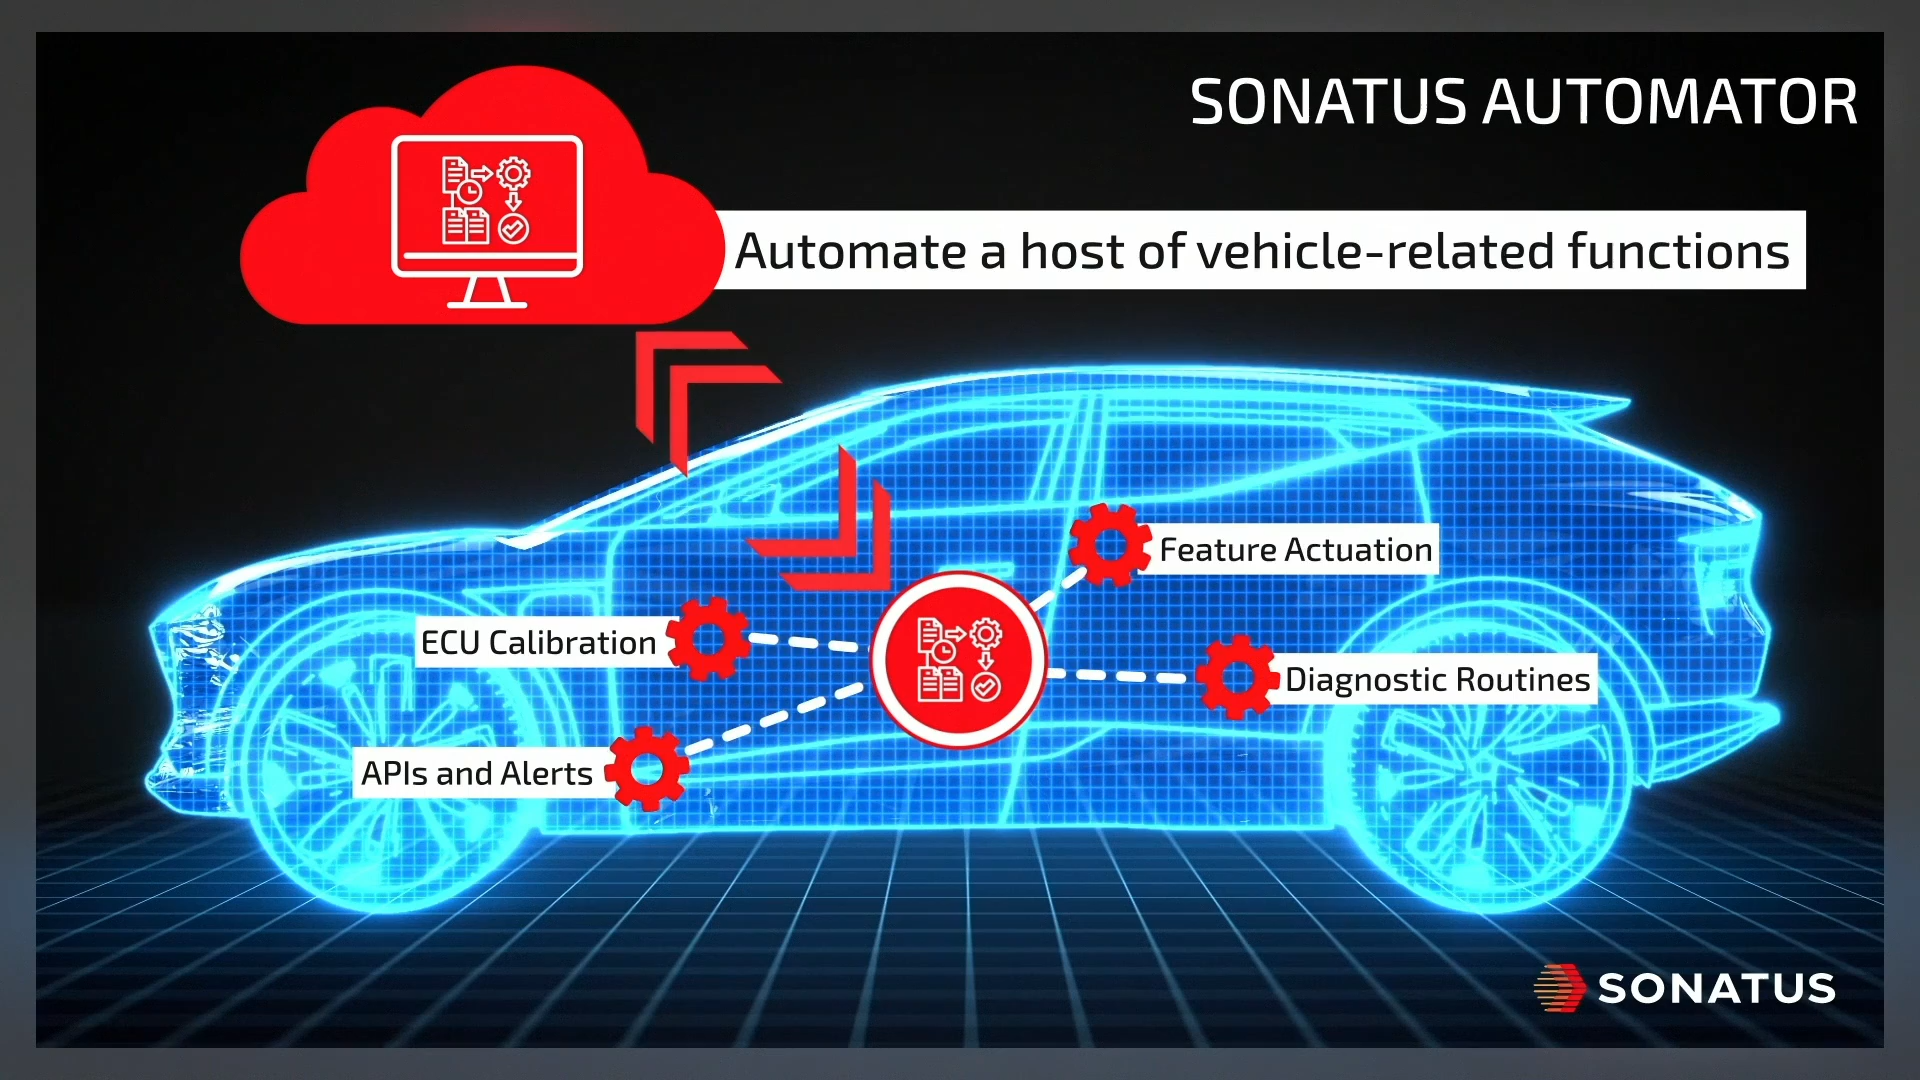 SONATUS AUTOMATOR
Automate a host of vehicle-related functions
Feature Actuation
ECU Calibration
Diagnostic Routines
APIs and Alerts
SONATUS